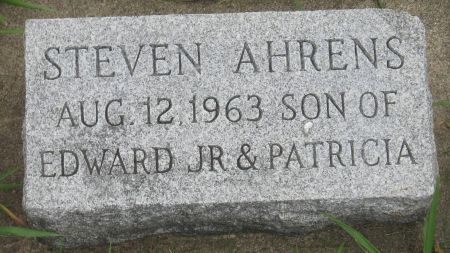 STEVEN AHRENS
AUG. 12. 1963 SON OF
EDWARD JR & PATRICIA